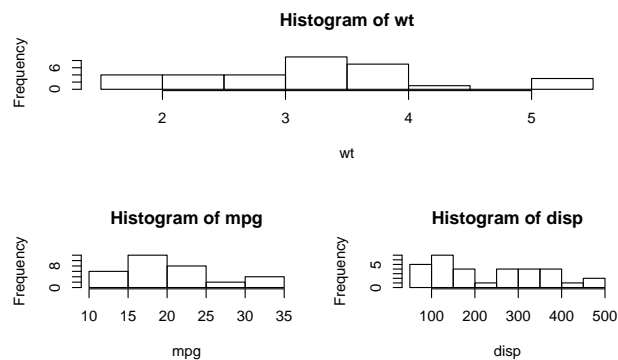 Histogram of wt
Frequency
0 6
2 3 4 5
wt
Histogram of mpg
Frequency
0 8
10 15 20 25 30 35
mpg
Histogram of disp
Frequency
0 5
100 200 300 400 500
disp